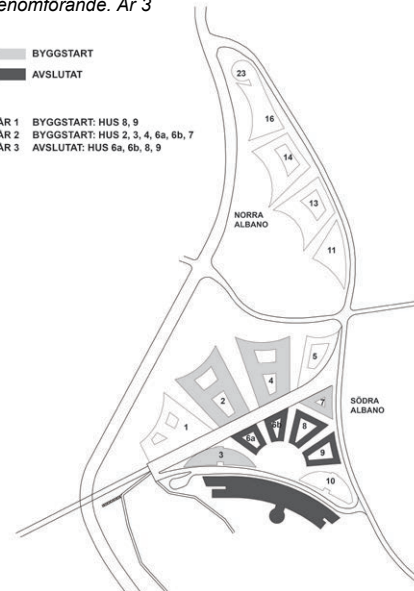 enomförande. År 3
BYGGSTART
AVSLUTAT
ÅR 1 BYGGSTART: HUS 8, 9
ÅR 2 BYGGSTART: HUS 2, 3, 4, 6a, 6b, 7
ÅR 3 AVSLUTAT: HUS 6a, 6b, 8, 9
23
16
14
13
NORRA
ALBANO
11
5
4
2
7
SÖDRA
ALBANO
1
6a
6b
8
9
3
10